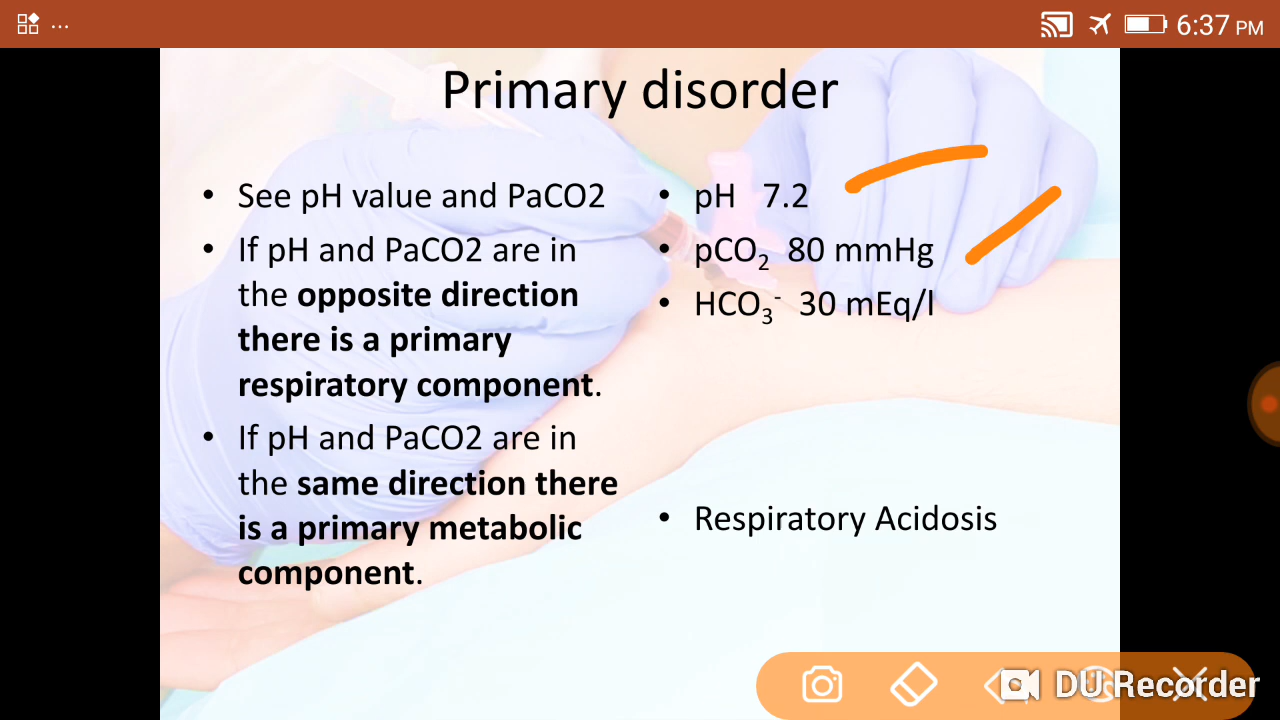 ... 6:37 PM
Primary disorder
• See pH value and PaCO2
• If pH and PaCO2 are in
the opposite direction
there is a primary
respiratory component.
• If pH and PaCO2 are in
the same direction there
is a primary metabolic
component.
• pH 7.2
• pCO₂ 80 mmHg
• HCO₃⁻ 30 mEq/l
• Respiratory Acidosis
DU Recorder